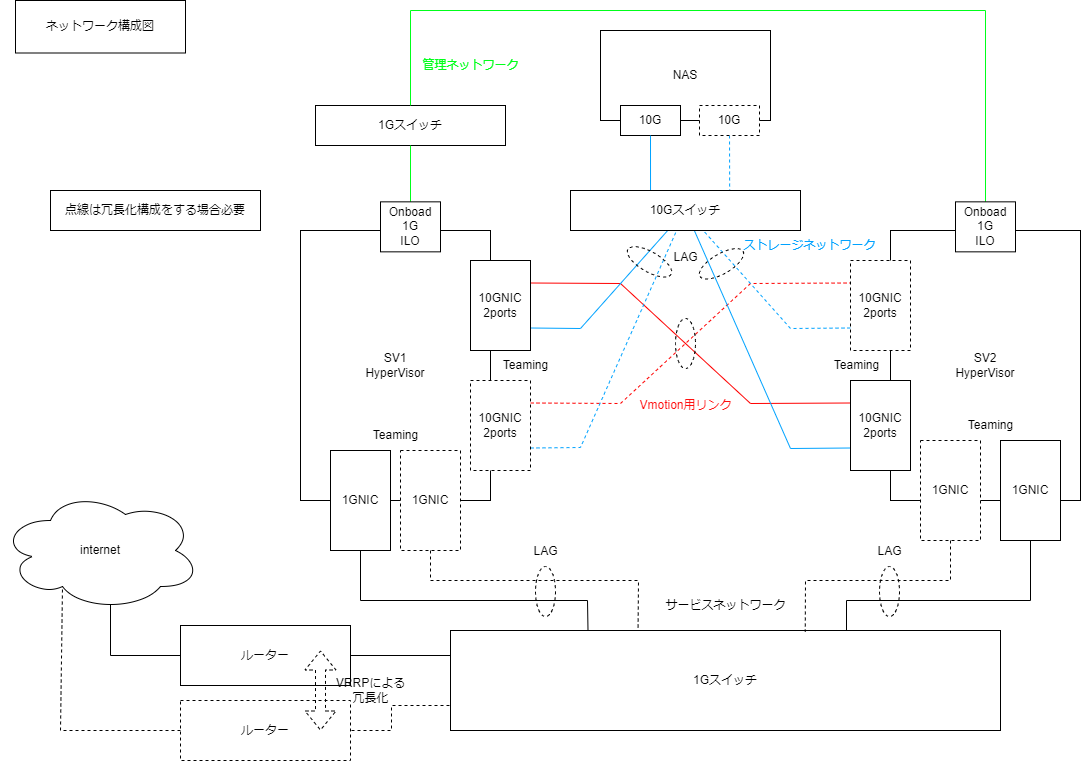 ネットワーク構成図
管理ネットワーク
NAS
10G
10G
1Gスイッチ
点線は冗長化構成をする場合必要
10Gスイッチ
Onboad
1G
ILO
Onboad
1G
ILO
LAG
ストレージネットワーク
10GNIC
2ports
10GNIC
2ports
SV1
HyperVisor
Teaming
Teaming
SV2
HyperVisor
10GNIC
2ports
Vmotion用リンク
10GNIC
2ports
Teaming
Teaming
1GNIC
1GNIC
1GNIC
1GNIC
internet
LAG
LAG
サービスネットワーク
ルーター
VRRPによる
冗長化
1Gスイッチ
ルーター